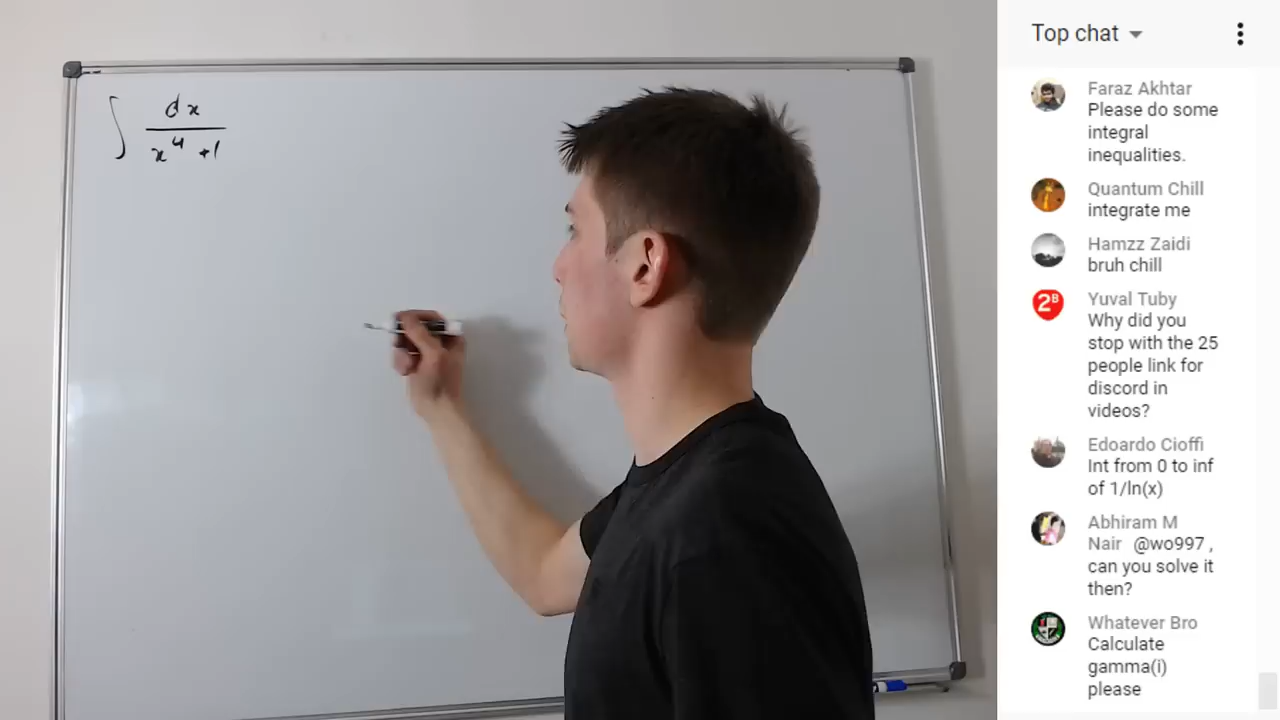 ∫ dx
x⁴ +1
Top chat
Faraz Akhtar
Please do some
integral
inequalities.
Quantum Chill
integrate me
Hamzz Zaidi
bruh chill
2B
Yuval Tuby
Why did you
stop with the 25
people link for
discord in
videos?
Edoardo Cioffi
Int from 0 to inf
of 1/ln(x)
Abhiram M
Nair @wo997 ,
can you solve it
then?
Whatever Bro
Calculate
gamma(i)
please